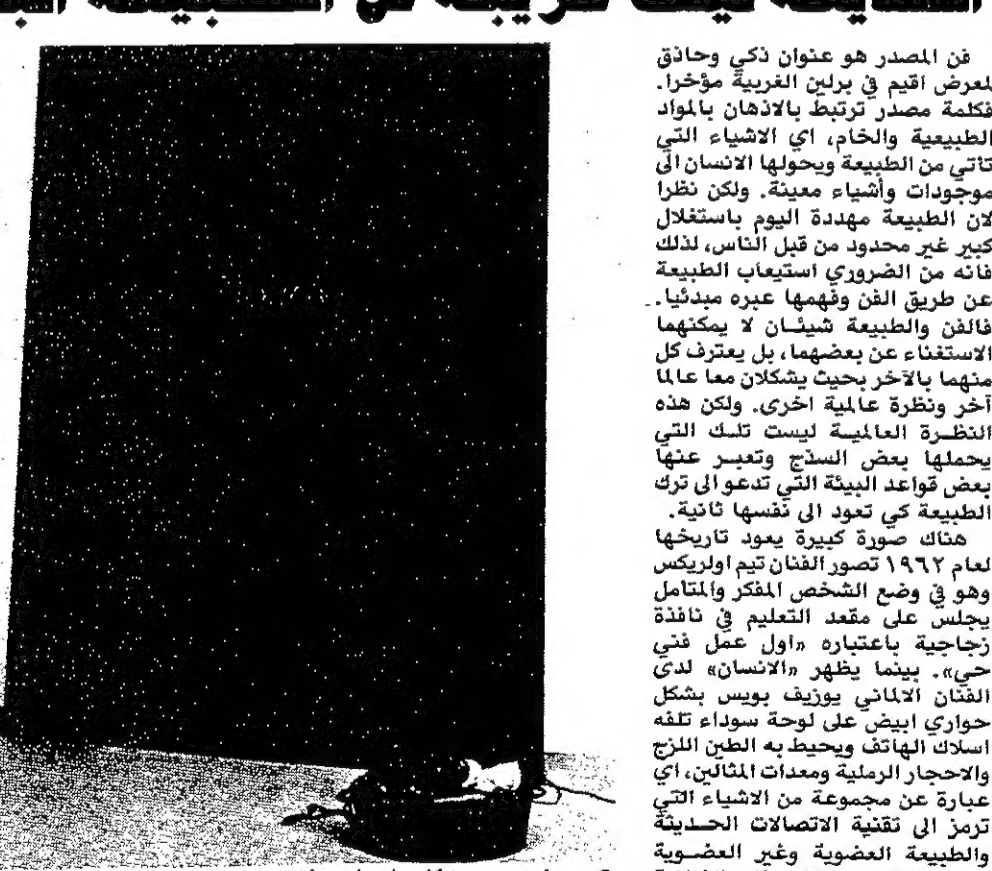 فن المصدر هو عنوان ذكي وحاذق
لمعرض اقيم في برلين الغربية مؤخرا.
فكلمة مصدر ترتبط بالاذهان بالمواد
الطبيعية والخام، اي الاشياء التي
تاتي من الطبيعة ويحولها الانسان الى
موجودات وأشياء معينة. ولكن نظرا
لان الطبيعة مهددة اليوم باستغلال
كبير غير محدود من قبل الناس، لذلك
فانه من الضروري استيعاب الطبيعة
عن طريق الفن وفهمها عبره مبدئيا.
فالفن والطبيعة شيئان لا يمكنهما
الاستغناء عن بعضهما، بل يعترف كل
منهما بالآخر بحيث يشكلان معا عالما
آخر ونظرة عالمية اخرى. ولكن هذه
النظرة العالمية ليست تلك التي
يحملها بعض السذج وتعبر عنها
بعض قواعد البيئة التي تدعو الى ترك
الطبيعة كي تعود الى نفسها ثانية.
هناك صورة كبيرة يعود تاريخها
لعام ١٩٦٢ تصور الفنان تيم اولريكس
وهو في وضع الشخص المفكر والمتامل
يجلس على مقعد التعليم في نافذة
زجاجية باعتباره «اول عمل فني
حي». بينما يظهر «الانسان» لدى
الفنان الالماني يوزيف بويس بشكل
حواري ابيض على لوحة سوداء تلفه
اسلاك الهاتف ويحيط به الطين اللزج
والاحجار الرملية ومعدات المثالين، اي
عبارة عن مجموعة من الاشياء التي
ترمز الى تقنية الاتصالات الحديثة
والطبيعة العضوية وغير العضوية